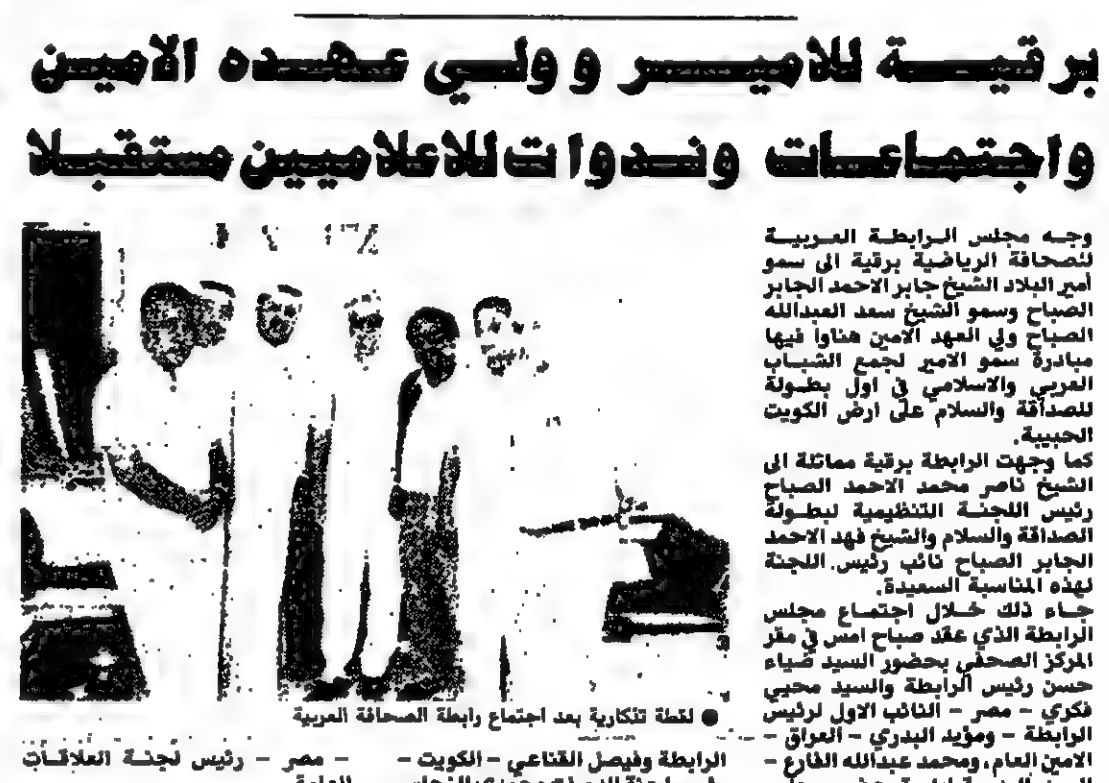 برقية للامير وولي عهده الامين
واجتماعات وندوات للاعلاميين مستقبلا
وجه مجلس الرابطة العربية
للصحافة الرياضية برقية الى سمو
أمير البلاد الشيخ جابر الاحمد الجابر
الصباح وسمو الشيخ سعد العبدالله
الصباح ولي العهد الامين هناوا فيها
مبادرة سمو الامير لجمع الشباب
العربي والاسلامي في اول بطولة
للصداقة والسلام على ارض الكويت
الحبيبة.
كما وجهت الرابطة برقية مماثلة الى
الشيخ ناصر محمد الاحمد الصباح
رئيس اللجنة التنظيمية لبطولة
الصداقة والسلام والشيخ فهد الاحمد
الجابر الصباح نائب رئيس اللجنة
لهذه المناسبة السعيدة.
جاء ذلك خلال اجتماع مجلس
الرابطة الذي عقد صباح امس في مقر
المركز الصحفي بحضور السيد ضياء
حسن رئيس الرابطة والسيد محيي
فكري - مصر - النائب الاول لرئيس
الرابطة - ومؤيد البدري - العراق -
الامين العام، ومحمد عبدالله الفارع -
● لقطة تذكارية بعد اجتماع رابطة الصحافة العربية
الرابطة وفيصل القناعي - الكويت -
- مصر - رئيس لجنة العلاقات